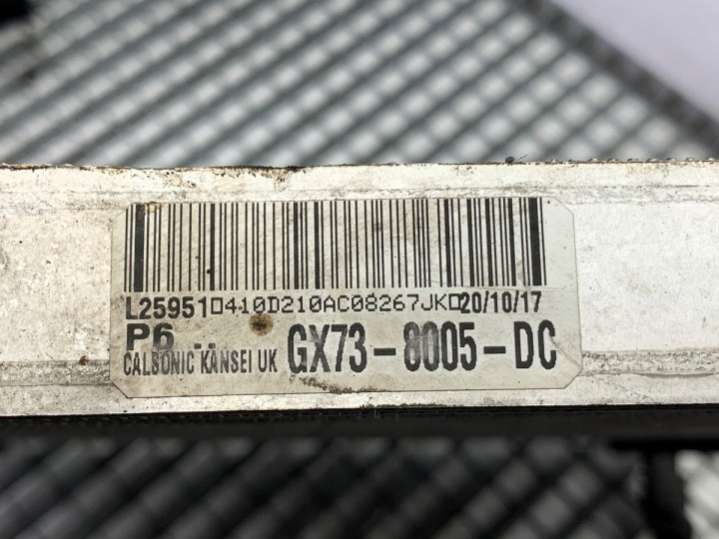 L25951□410D210AC08267JK□20/10/17
P6
CALSONIC KANSEI UK GX73-8005-DC